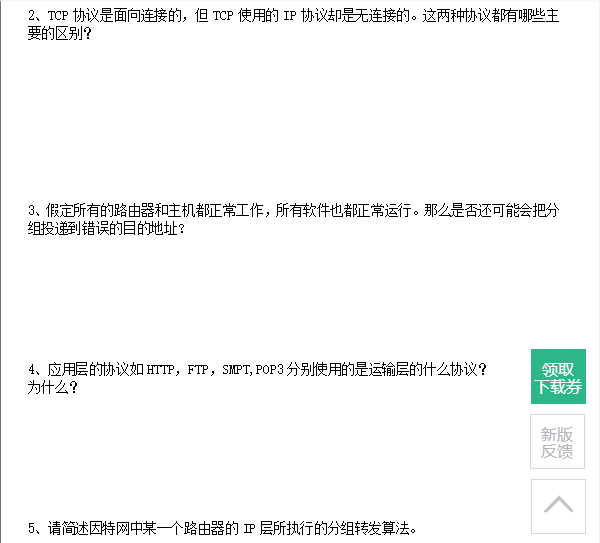 2、TCP 协议是面向连接的，但 TCP 使用的 IP 协议却是无连接的。这两种协议都有哪些主
要的区别？
3、假定所有的路由器和主机都正常工作，所有软件也都正常运行。那么是否还可能会把分
组投递到错误的目的地址？
4、应用层的协议如 HTTP，FTP，SMPT,POP3 分别使用的是运输层的什么协议？
为什么？
领取
下载券
新版
反馈
5、请简述因特网中某一个路由器的 IP 层所执行的分组转发算法。